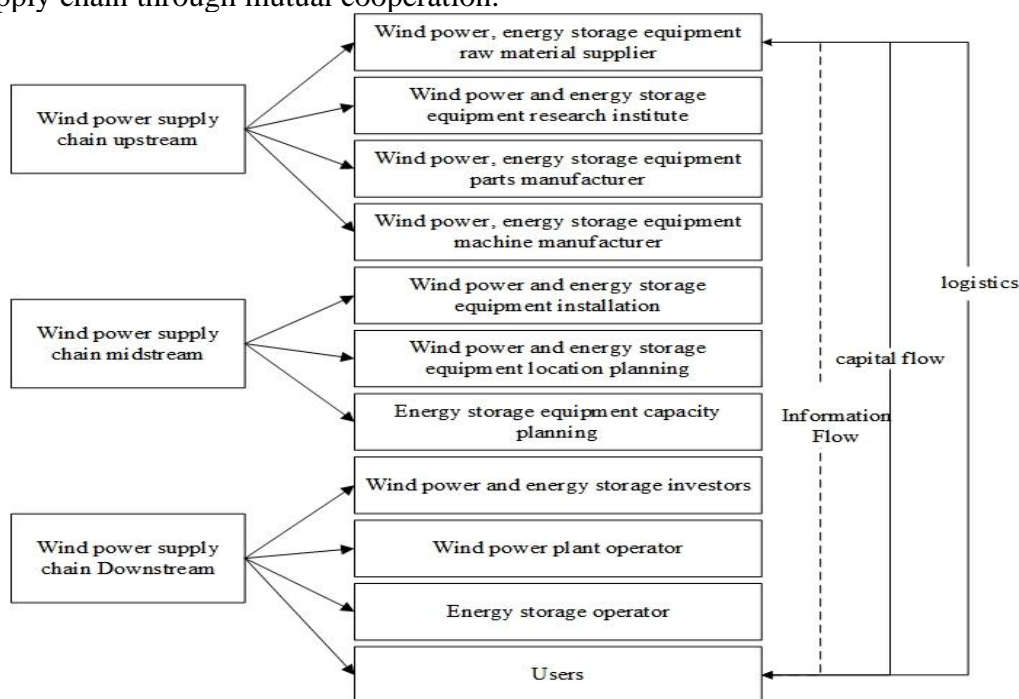 supply chain through mutual cooperation.
Wind power supply
chain upstream
Wind power, energy storage equipment
raw material supplier
Wind power and energy storage
equipment research institute
Wind power, energy storage equipment
parts manufacturer
Wind power, energy storage equipment
machine manufacturer
Wind power supply
chain midstream
Wind power and energy storage
equipment installation
Wind power and energy storage
equipment location planning
Energy storage equipment capacity
planning
Wind power supply
chain Downstream
Wind power and energy storage investors
Wind power plant operator
Energy storage operator
Users
Information
Flow
capital flow
logistics